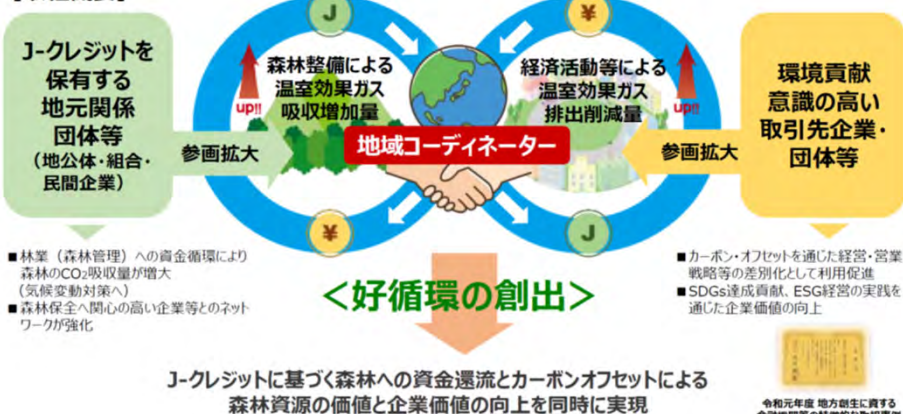 J-クレジットを
保有する
地元関係
団体等
（地公体・組合・
民間企業）
参画拡大
J
up!!
森林整備による
温室効果ガス
吸収増加量
¥
地域コーディネーター
¥
経済活動等による
温室効果ガス
排出削減量
up!!
J
参画拡大
環境貢献
意識の高い
取引先企業・
団体等
■林業（森林管理）への資金循環により
森林のCO₂吸収量が増大
（気候変動対策へ）
■森林保全へ関心の高い企業等とのネット
ワークが強化
＜好循環の創出＞
■カーボン・オフセットを通じた経営・営業
戦略等の差別化として利用促進
■SDGs達成貢献、ESG経営の実践を
通じた企業価値の向上
J-クレジットに基づく森林への資金還流とカーボンオフセットによる
森林資源の価値と企業価値の向上を同時に実現
令和元年度 地方創生に資する